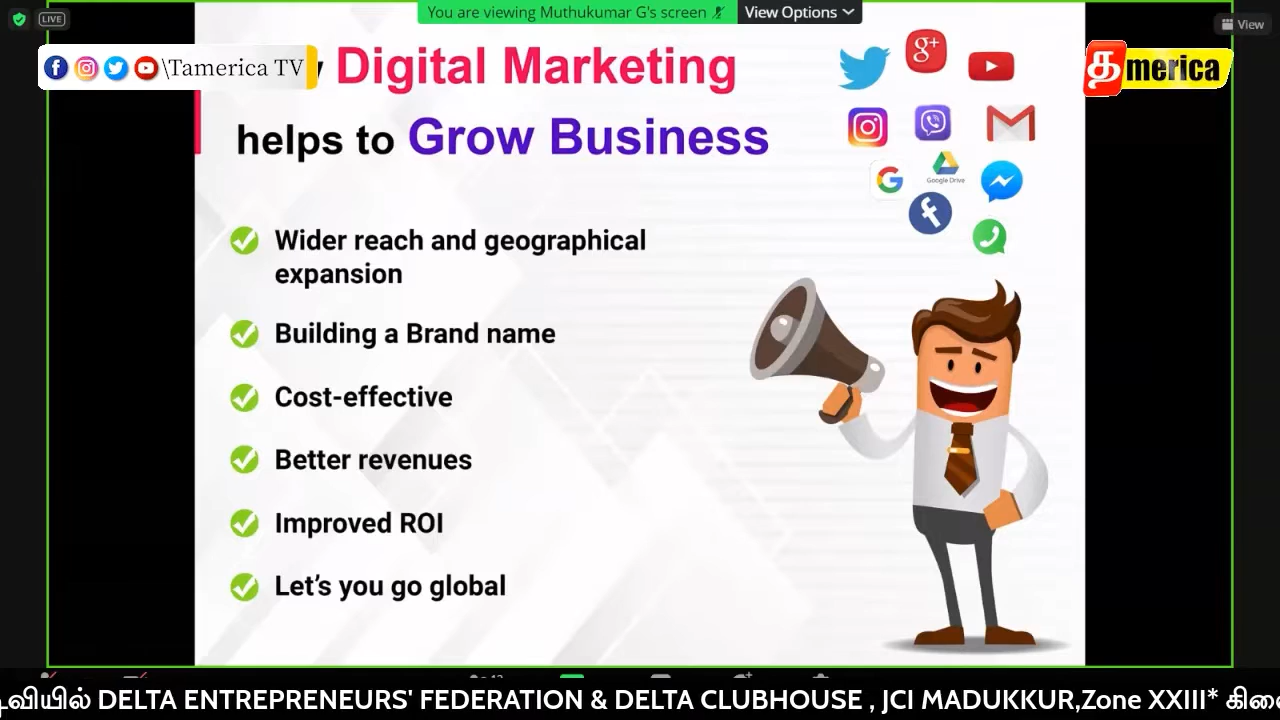 You are viewing Muthukumar G's screen
View Options
LIVE
View
\Tamerica TV
Digital Marketing
தmerica
helps to Grow Business
Google Drive
Wider reach and geographical
expansion
Building a Brand name
Cost-effective
Better revenues
Improved ROI
Let's you go global
DELTA ENTREPRENEURS' FEDERATION & DELTA CLUBHOUSE , JCI MADUKKUR,Zone XXIII*